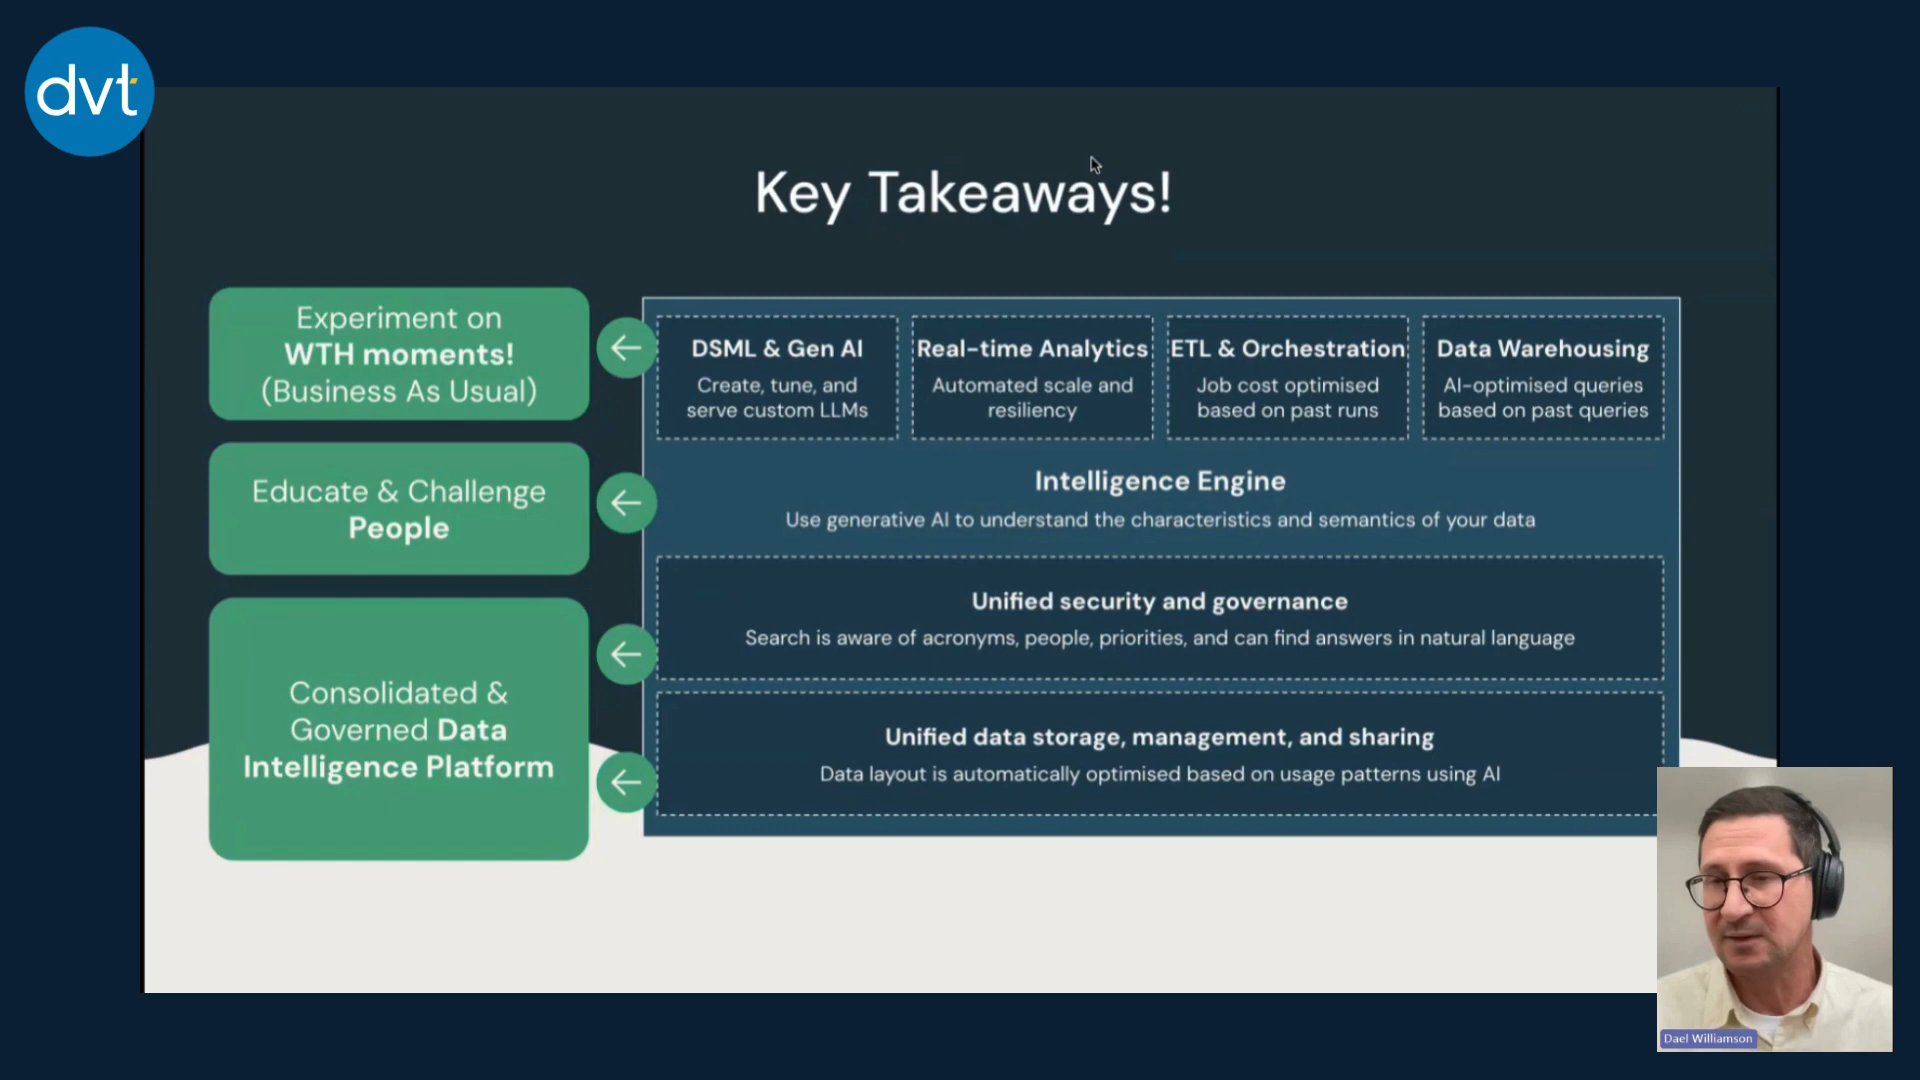 dvt
Key Takeaways!
Experiment on
WTH moments!
(Business As Usual)
Educate & Challenge
People
Consolidated &
Governed Data
Intelligence Platform
DSML & Gen AI
Create, tune, and
serve custom LLMs
Real-time Analytics
Automated scale and
resiliency
ETL & Orchestration
Job cost optimised
based on past runs
Data Warehousing
AI-optimised queries
based on past queries
Intelligence Engine
Use generative AI to understand the characteristics and semantics of your data
Unified security and governance
Search is aware of acronyms, people, priorities, and can find answers in natural language
Unified data storage, management, and sharing
Data layout is automatically optimised based on usage patterns using AI
Dael Williamson